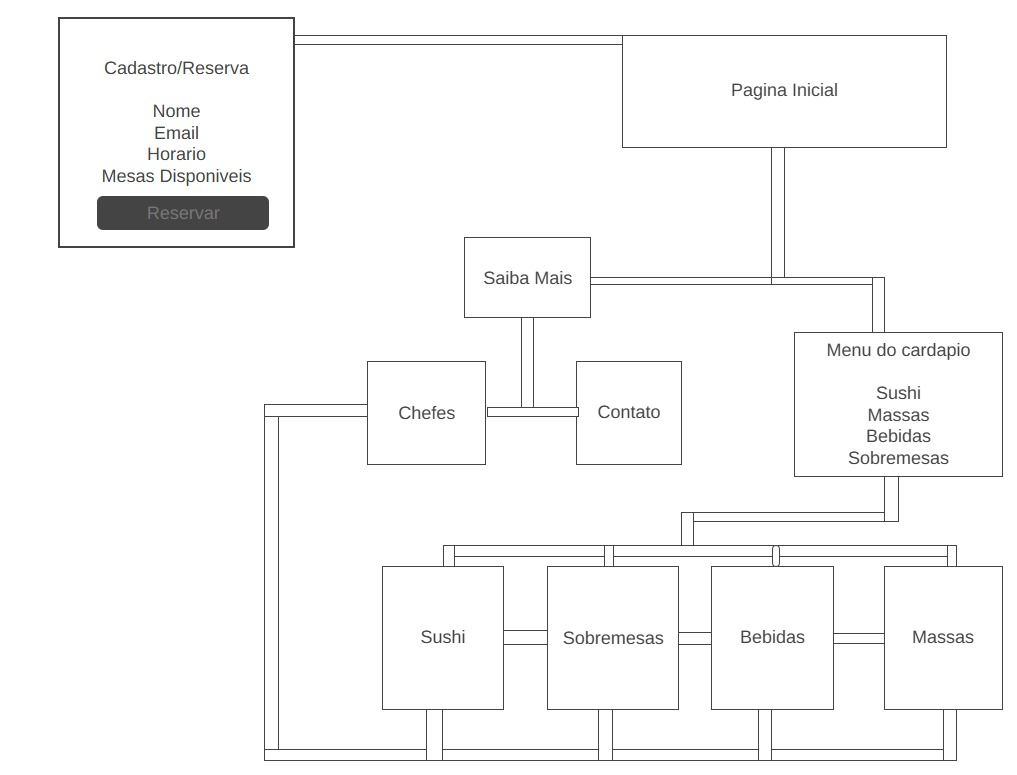 Cadastro/Reserva
Nome
Email
Horario
Mesas Disponiveis
Reservar
Pagina Inicial
Saiba Mais
Chefes
Contato
Menu do cardapio
Sushi
Massas
Bebidas
Sobremesas
Sushi
Sobremesas
Bebidas
Massas